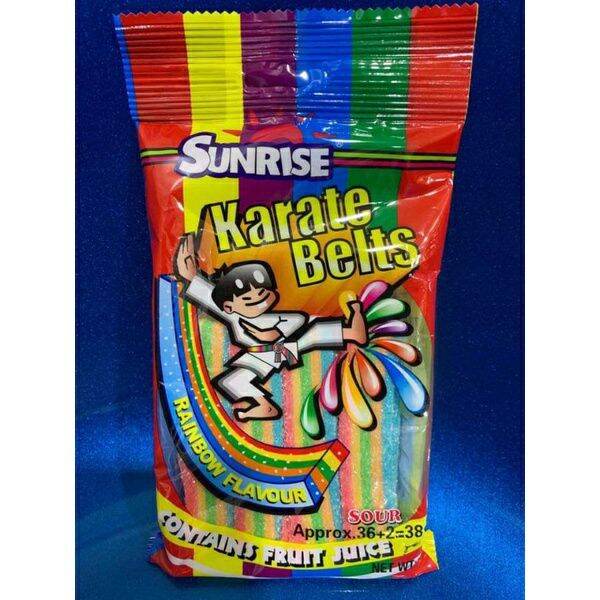 SUNRISE
Karate
Belts
RAINBOW FLAVOUR
SOUR
Approx.36+2=38
CONTAINS FRUIT JUICE
NET WT